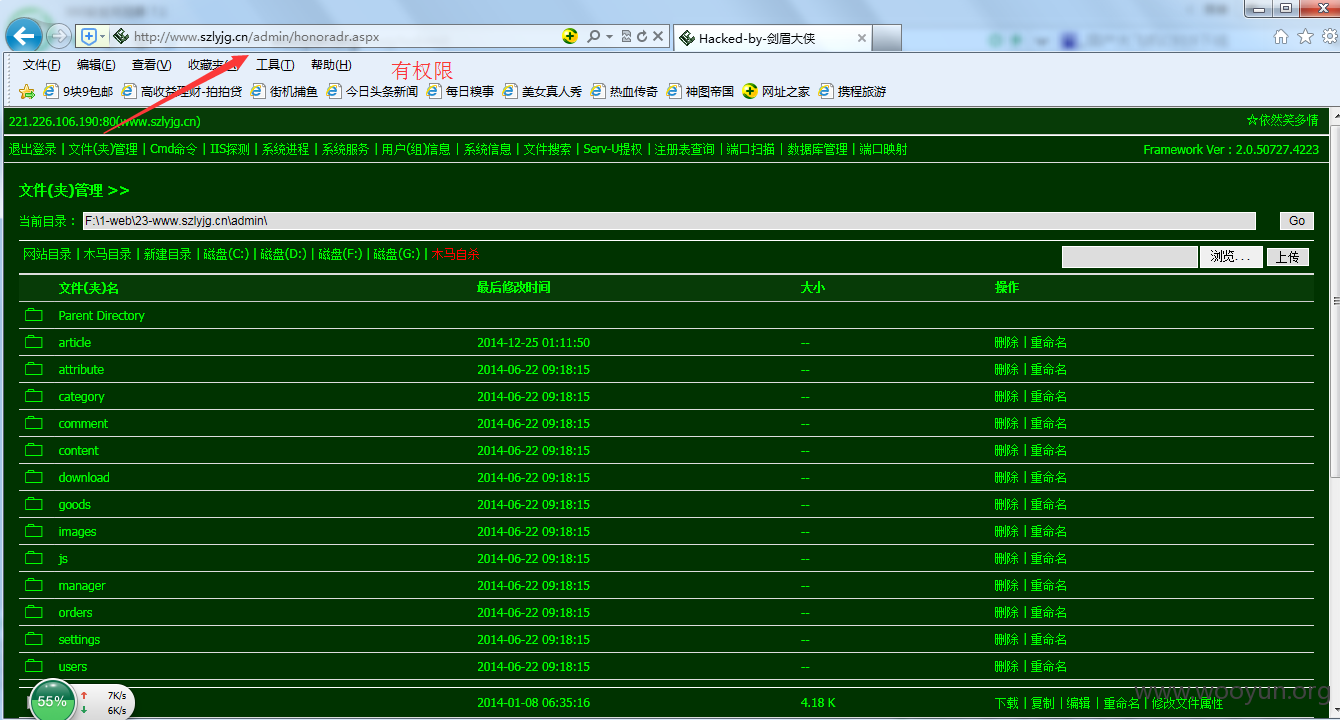 http://www.szlyjg.cn/admin/honoradr.aspx
Hacked-by-剑眉大侠
文件(F) 编辑(E) 查看(V) 收藏夹 工具(T) 帮助(H)
有权限
9块9包邮 高收益理财-拍拍贷 街机捕鱼 今日头条新闻 每日糗事 美女真人秀 热血传奇 神图帝国 网址之家 携程旅游
221.226.106.190:80(www.szlyjg.cn) ☆依然笑多情
退出登录 | 文件(夹)管理 | Cmd命令 | IIS探测 | 系统进程 | 系统服务 | 用户(组)信息 | 系统信息 | 文件搜索 | Serv-U提权 | 注册表查询 | 端口扫描 | 数据库管理 | 端口映射 Framework Ver : 2.0.50727.4223
文件(夹)管理 >>
当前目录： F:\1-web\23-www.szlyjg.cn\admin\ Go
网站目录 | 木马目录 | 新建目录 | 磁盘(C:) | 磁盘(D:) | 磁盘(F:) | 磁盘(G:) | 木马自杀 浏览... 上传
文件(夹)名 最后修改时间 大小 操作
Parent Directory
article 2014-12-25 01:11:50 -- 删除 | 重命名
attribute 2014-06-22 09:18:15 -- 删除 | 重命名
category 2014-06-22 09:18:15 -- 删除 | 重命名
comment 2014-06-22 09:18:15 -- 删除 | 重命名
content 2014-06-22 09:18:15 -- 删除 | 重命名
download 2014-06-22 09:18:15 -- 删除 | 重命名
goods 2014-06-22 09:18:15 -- 删除 | 重命名
images 2014-06-22 09:18:15 -- 删除 | 重命名
js 2014-06-22 09:18:15 -- 删除 | 重命名
manager 2014-06-22 09:18:15 -- 删除 | 重命名
orders 2014-06-22 09:18:15 -- 删除 | 重命名
settings 2014-06-22 09:18:15 -- 删除 | 重命名
users 2014-06-22 09:18:15 -- 删除 | 重命名
2014-01-08 06:35:16 4.18 K 下载 | 复制 | 编辑 | 重命名 | 修改文件属性
55% 7K/s
6K/s
www.wooyun.org